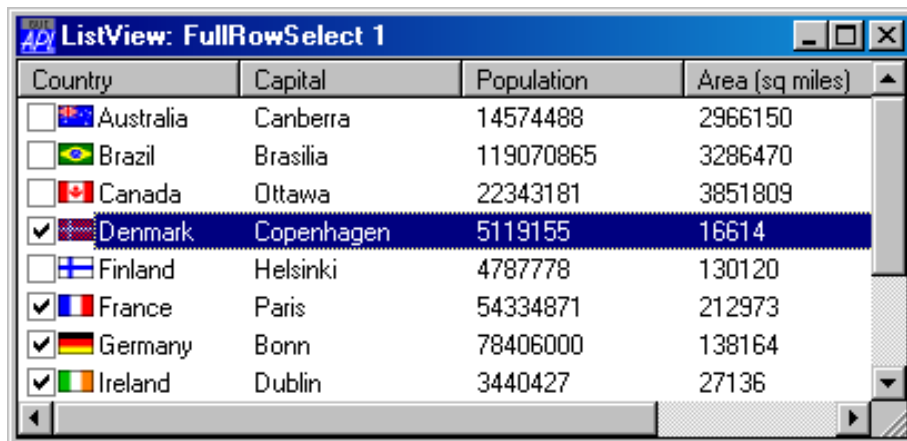 ListView: FullRowSelect 1
Country Capital Population Area (sq miles)
Australia Canberra 14574488 2966150
Brazil Brasilia 119070865 3286470
Canada Ottawa 22343181 3851809
Denmark Copenhagen 5119155 16614
Finland Helsinki 4787778 130120
France Paris 54334871 212973
Germany Bonn 78406000 138164
Ireland Dublin 3440427 27136